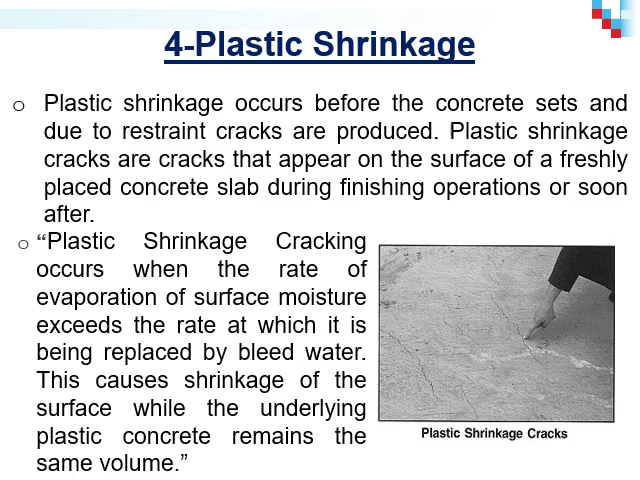 4-Plastic Shrinkage
o Plastic shrinkage occurs before the concrete sets and
due to restraint cracks are produced. Plastic shrinkage
cracks are cracks that appear on the surface of a freshly
placed concrete slab during finishing operations or soon
after.
o “Plastic Shrinkage Cracking
occurs when the rate of
evaporation of surface moisture
exceeds the rate at which it is
being replaced by bleed water.
This causes shrinkage of the
surface while the underlying
plastic concrete remains the
same volume.”
Plastic Shrinkage Cracks